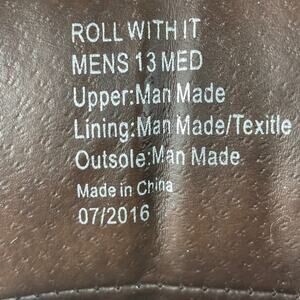 ROLL WITH IT
MENS 13 MED
Upper:Man Made
Lining:Man Made/Texitle
Outsole:Man Made
Made in China
07/2016